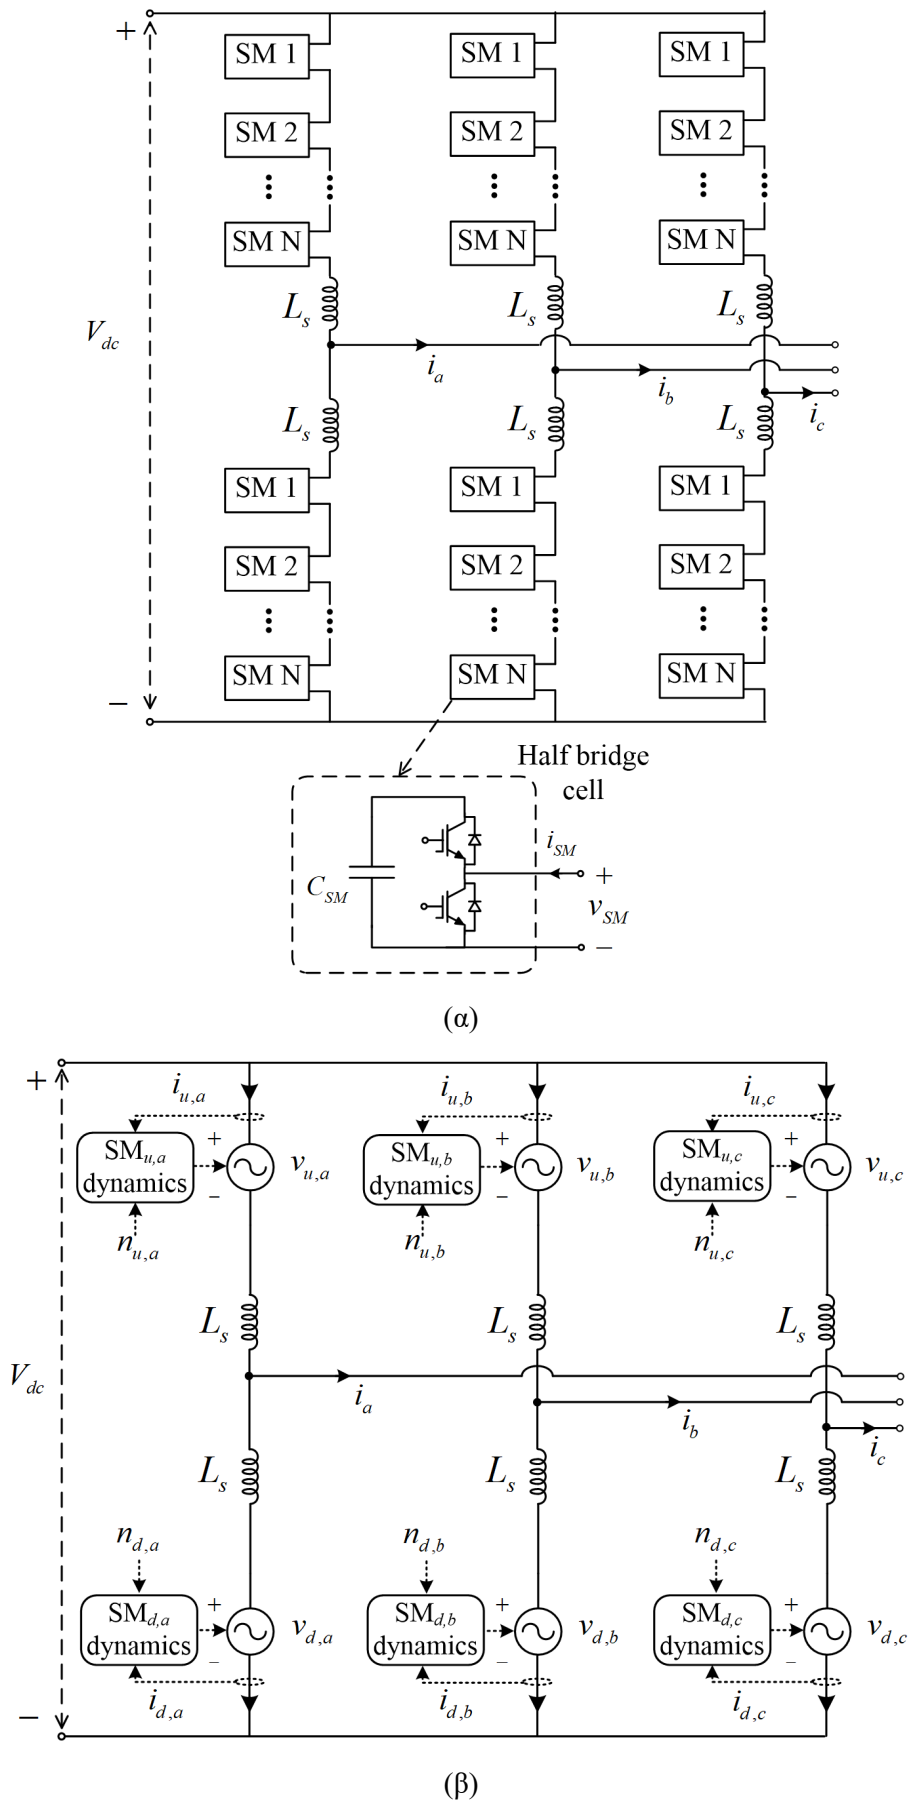 +
SM 1 SM 1 SM 1
SM 2 SM 2 SM 2
SM N SM N SM N
L_s L_s L_s
V_dc
i_a i_b i_c
L_s L_s L_s
SM 1 SM 1 SM 1
SM 2 SM 2 SM 2
SM N SM N SM N
−
Half bridge
cell
i_SM
C_SM
+
v_SM
−
(α)
+
i_u,a i_u,b i_u,c
SM_u,a dynamics + − v_u,a
SM_u,b dynamics + − v_u,b
SM_u,c dynamics + − v_u,c
n_u,a n_u,b n_u,c
L_s L_s L_s
V_dc
i_a i_b i_c
L_s L_s L_s
n_d,a n_d,b n_d,c
SM_d,a dynamics + − v_d,a
SM_d,b dynamics + − v_d,b
SM_d,c dynamics + − v_d,c
i_d,a i_d,b i_d,c
−
(β)